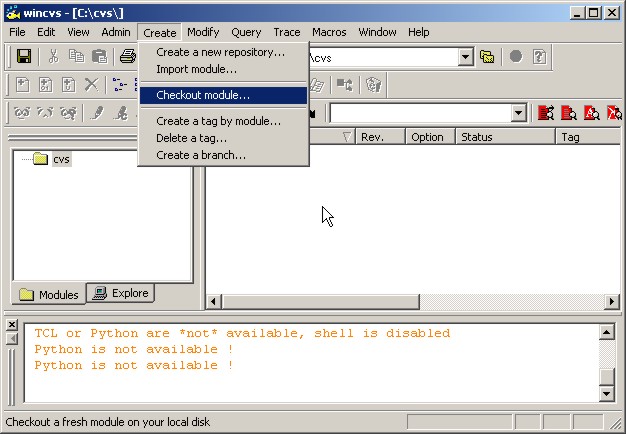 wincvs - [C:\cvs\]
File Edit View Admin Create Modify Query Trace Macros Window Help
Create a new repository...
\cvs
Import module...
Checkout module...
Create a tag by module...
Delete a tag...
Create a branch...
Rev. Option Status Tag
cvs
Modules Explore
TCL or Python are *not* available, shell is disabled
Python is not available !
Python is not available !
Checkout a fresh module on your local disk